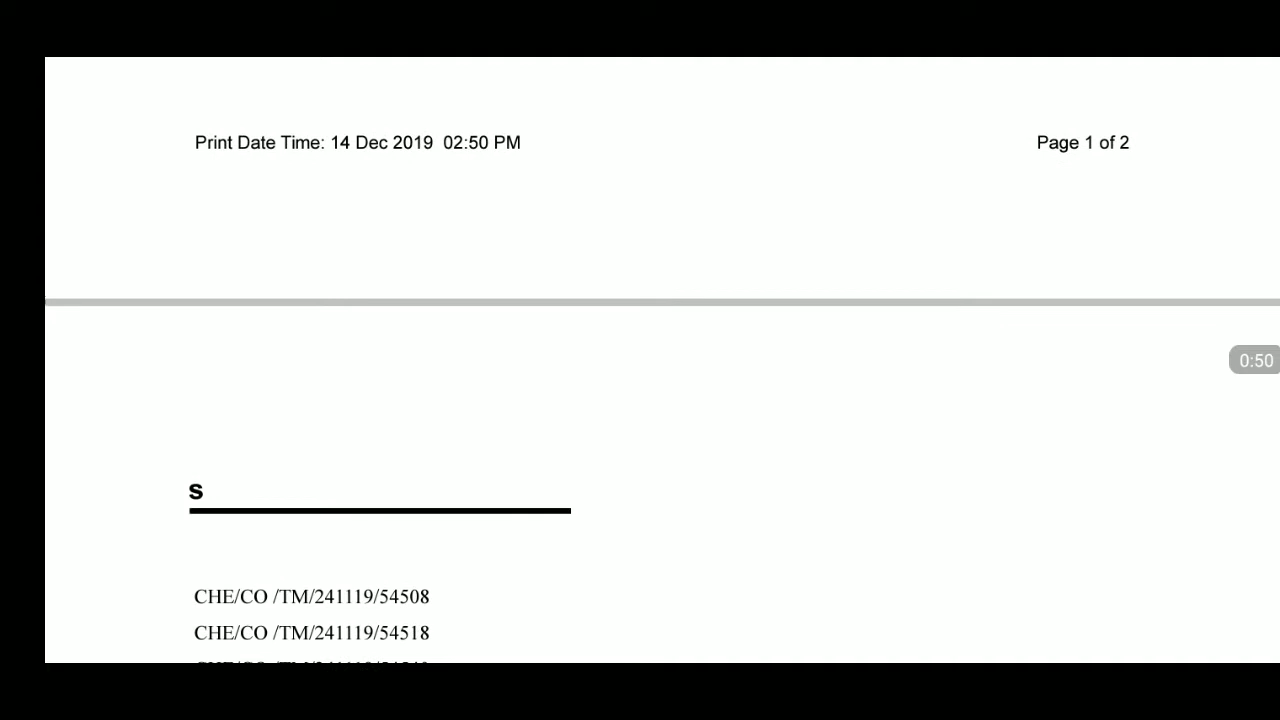 Print Date Time: 14 Dec 2019 02:50 PM
Page 1 of 2
0:50
s
CHE/CO /TM/241119/54508
CHE/CO /TM/241119/54518